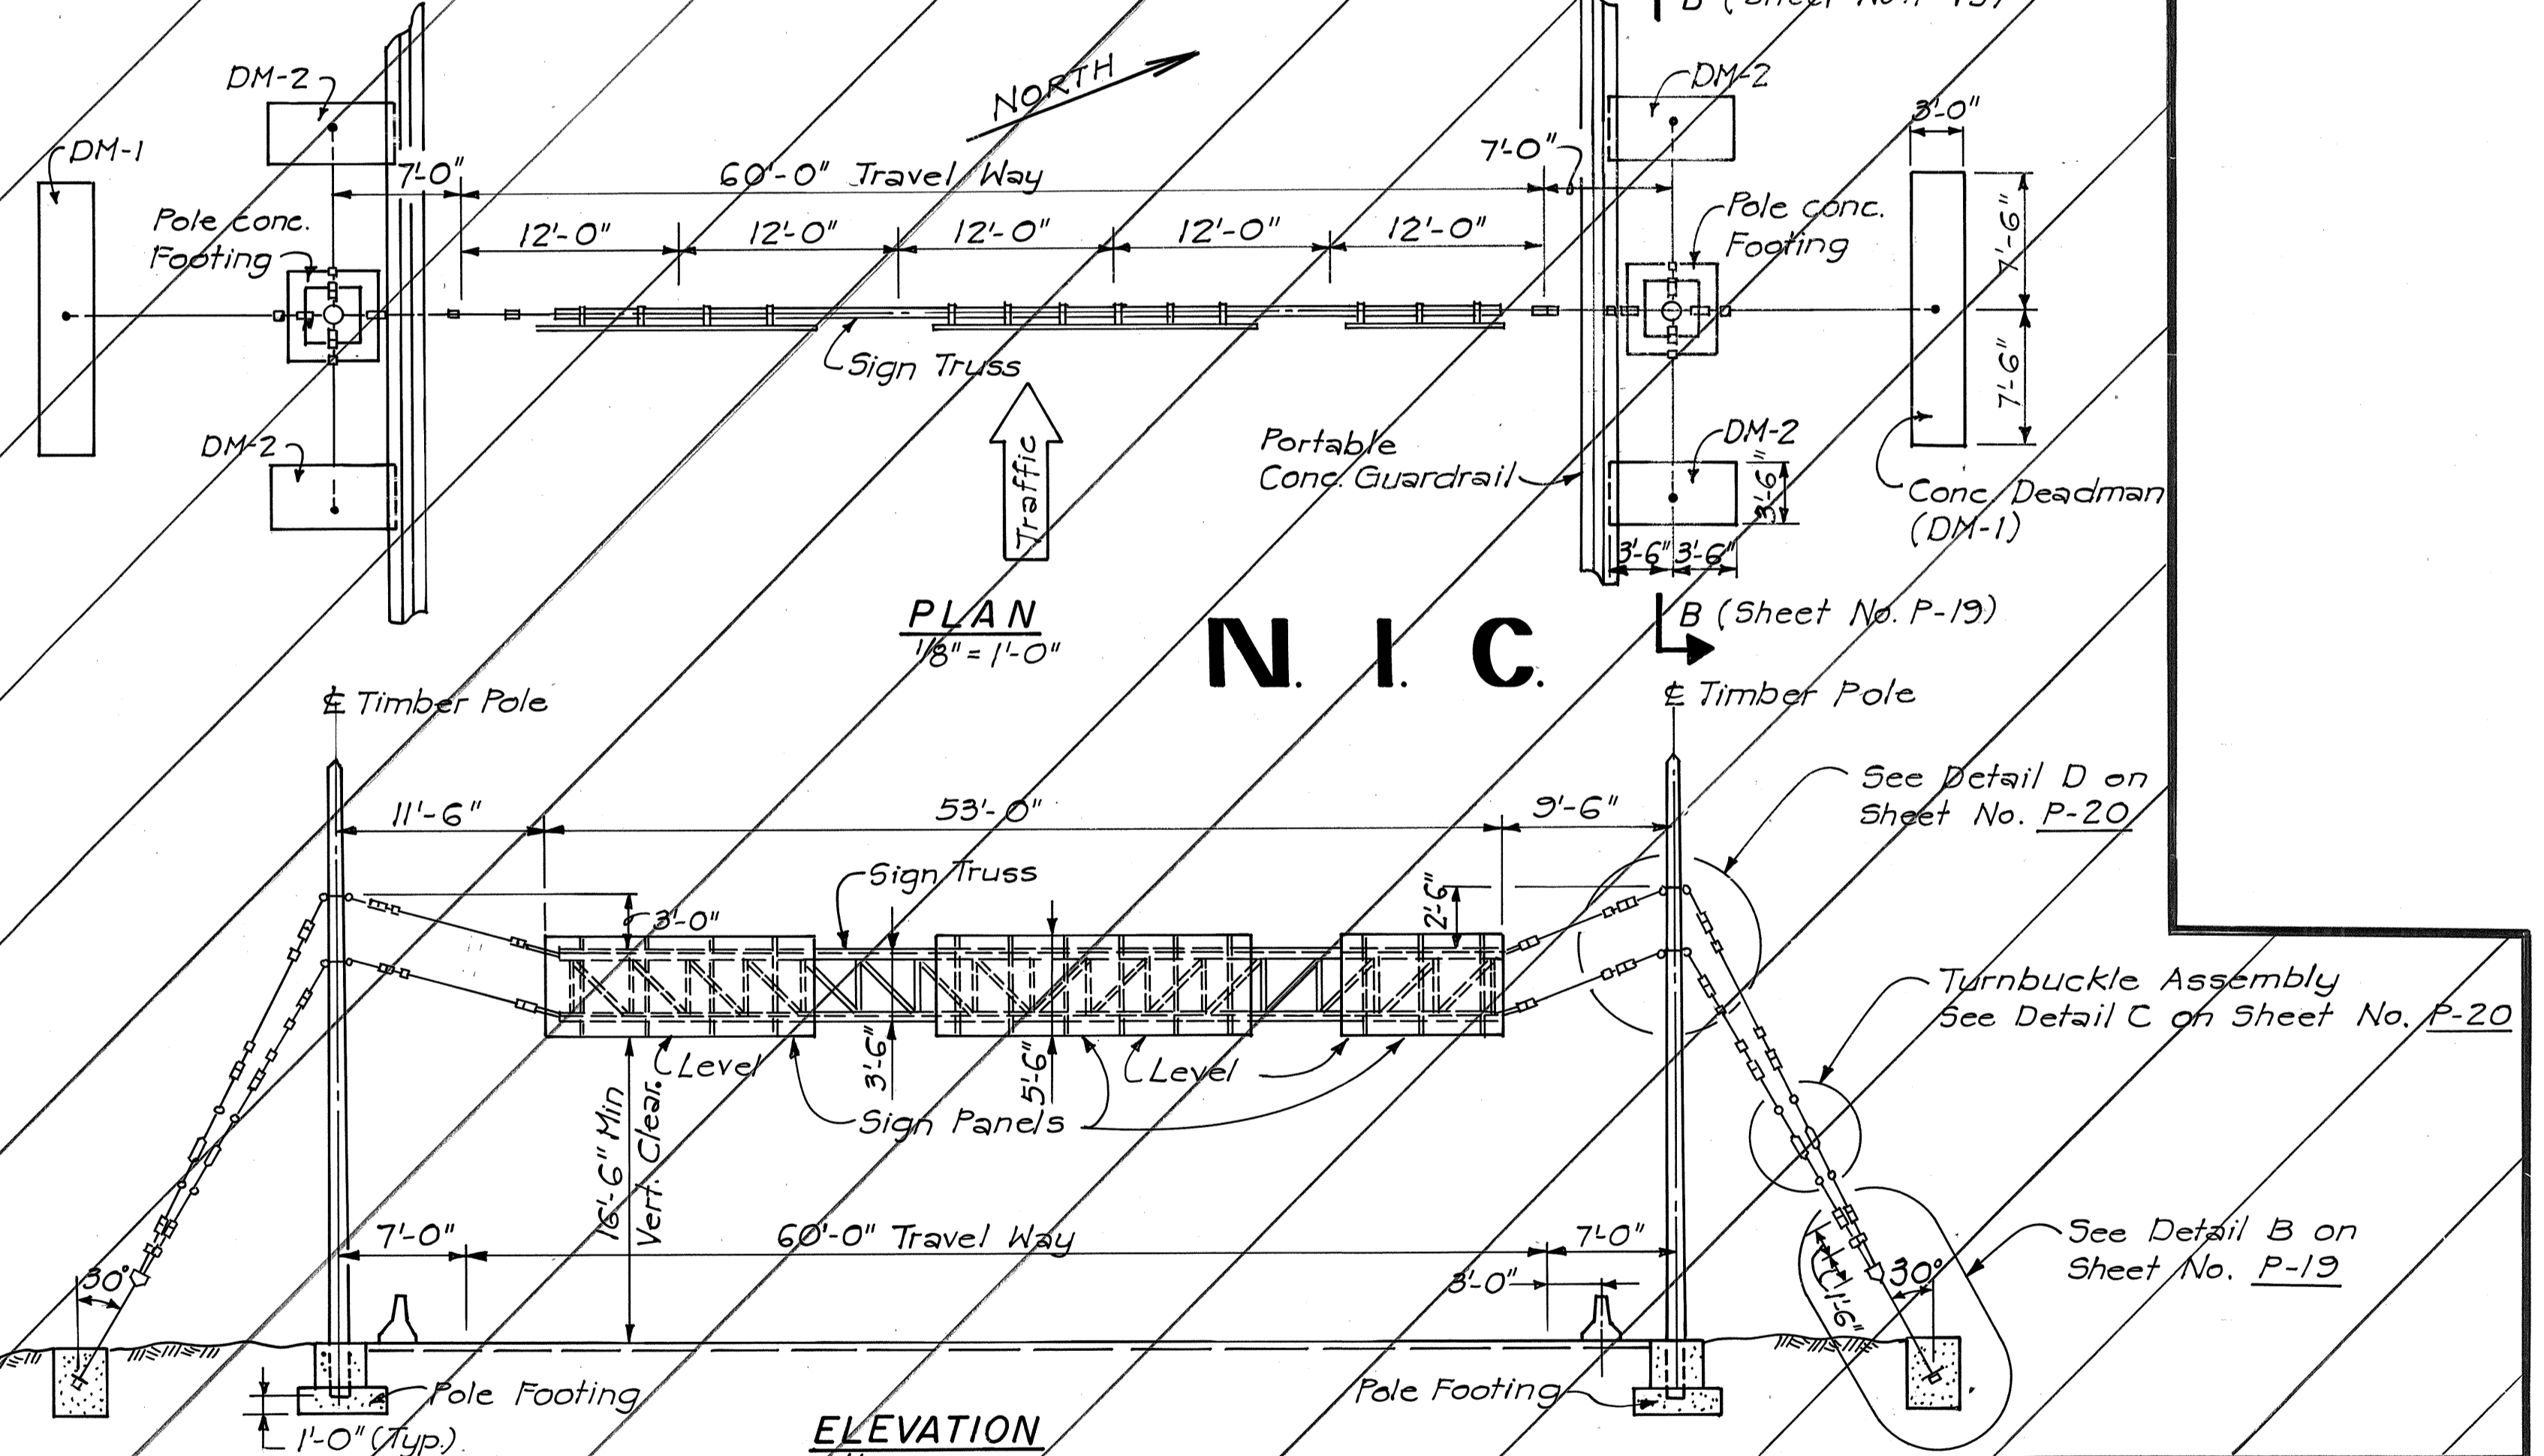 B (Sheet No. P-19)
DM-2
NORTH
DM-2
3'-0"
DM-1
7'-0"
60'-0" Travel Way
7'-0"
Pole conc.
Footing
12'-0"
12'-0"
12'-0"
12'-0"
12'-0"
Pole conc.
Footing
7'-6"
Sign Truss
7'-6"
DM-2
Traffic
Portable
Conc. Guardrail
DM-2
3'-6"
Conc. Deadman
(DM-1)
3'-6"
3'-6"
PLAN
1/8" = 1'-0"
N. I. C.
B (Sheet No. P-19)
℄ Timber Pole
℄ Timber Pole
See Detail D on
Sheet No. P-20
11'-6"
53'-0"
9'-6"
Sign Truss
3'-0"
2'-6"
Turnbuckle Assembly
See Detail C on Sheet No. P-20
Level
3'-6"
5'-6"
Level
Sign Panels
16'-6" Min
Vert. Clear.
7'-0"
60'-0" Travel Way
7'-0"
See Detail B on
Sheet No. P-19
3'-0"
30°
30°
1'-6"
Pole Footing
Pole Footing
1'-0" (Typ.)
ELEVATION